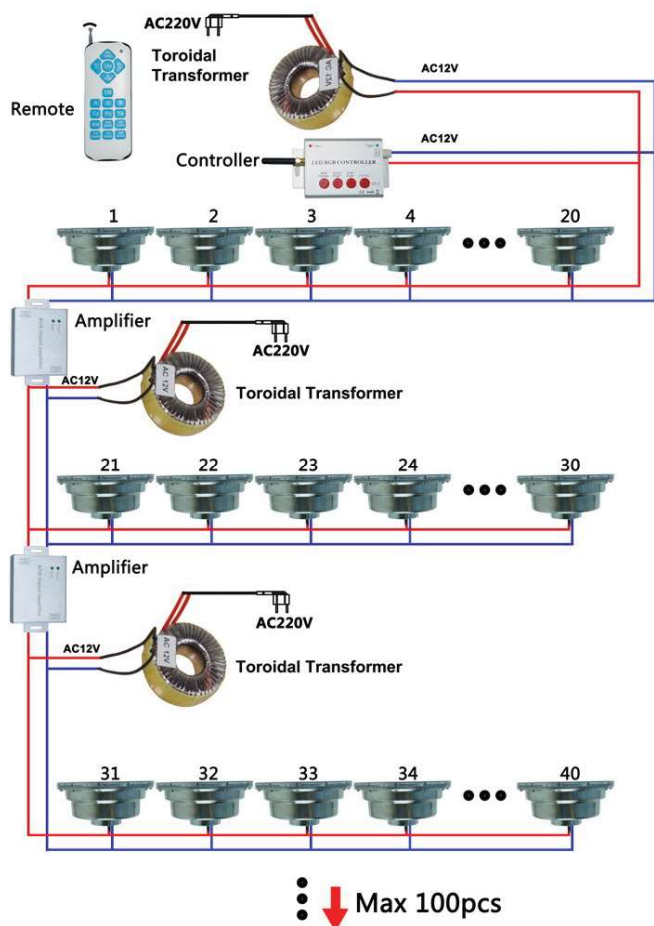 AC220V
Toroidal
Transformer
AC 12V
AC12V
Remote
Controller
LED RGB CONTROLLER
AC12V
1 2 3 4 20
Amplifier
AC220V
AC 12V
AC12V
Toroidal Transformer
21 22 23 24 30
Amplifier
AC220V
AC 12V
AC12V
Toroidal Transformer
31 32 33 34 40
Max 100pcs